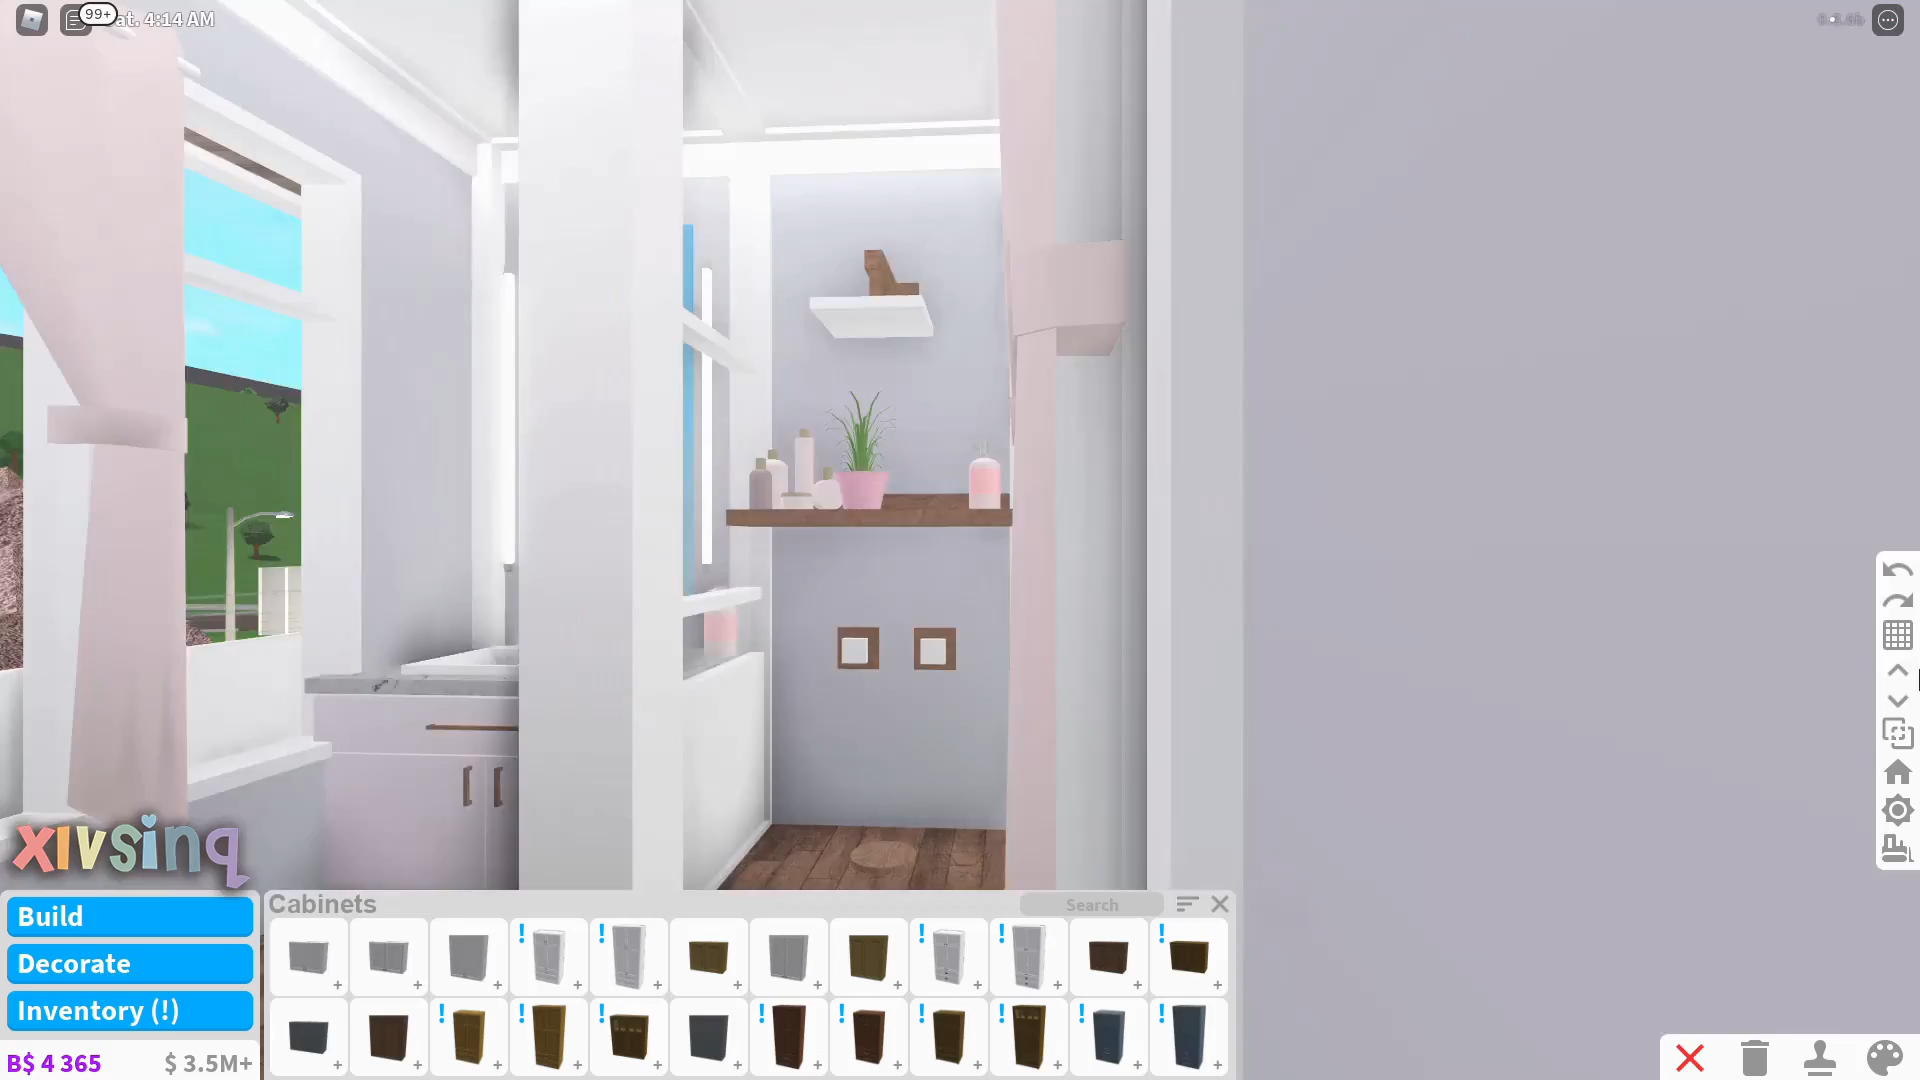 99+
at. 4:14 AM
xivsinq
Build
Decorate
Inventory (!)
B$ 4 365
$ 3.5M+
Cabinets
Search
! ! ! ! !
! ! ! ! ! ! ! ! !